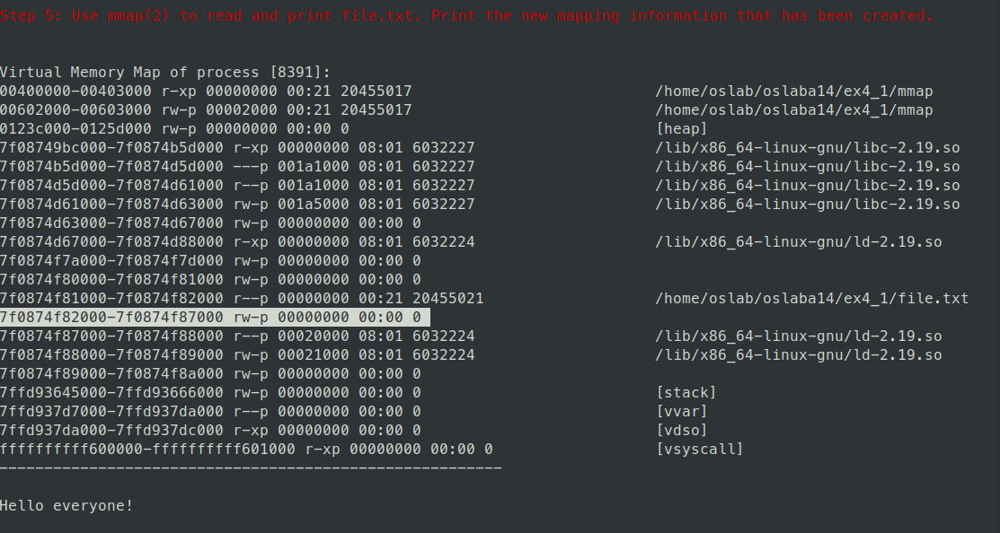 Step 5: Use mmap(2) to read and print file.txt. Print the new mapping information that has been created.
Virtual Memory Map of process [8391]:
00400000-00403000 r-xp 00000000 00:21 20455017 /home/oslab/oslaba14/ex4_1/mmap
00602000-00603000 rw-p 00002000 00:21 20455017 /home/oslab/oslaba14/ex4_1/mmap
0123c000-0125d000 rw-p 00000000 00:00 0 [heap]
7f08749bc000-7f0874b5d000 r-xp 00000000 08:01 6032227 /lib/x86_64-linux-gnu/libc-2.19.so
7f0874b5d000-7f0874d5d000 ---p 001a1000 08:01 6032227 /lib/x86_64-linux-gnu/libc-2.19.so
7f0874d5d000-7f0874d61000 r--p 001a1000 08:01 6032227 /lib/x86_64-linux-gnu/libc-2.19.so
7f0874d61000-7f0874d63000 rw-p 001a5000 08:01 6032227 /lib/x86_64-linux-gnu/libc-2.19.so
7f0874d63000-7f0874d67000 rw-p 00000000 00:00 0
7f0874d67000-7f0874d88000 r-xp 00000000 08:01 6032224 /lib/x86_64-linux-gnu/ld-2.19.so
7f0874f7a000-7f0874f7d000 rw-p 00000000 00:00 0
7f0874f80000-7f0874f81000 rw-p 00000000 00:00 0
7f0874f81000-7f0874f82000 r--p 00000000 00:21 20455021 /home/oslab/oslaba14/ex4_1/file.txt
7f0874f82000-7f0874f87000 rw-p 00000000 00:00 0
7f0874f87000-7f0874f88000 r--p 00020000 08:01 6032224 /lib/x86_64-linux-gnu/ld-2.19.so
7f0874f88000-7f0874f89000 rw-p 00021000 08:01 6032224 /lib/x86_64-linux-gnu/ld-2.19.so
7f0874f89000-7f0874f8a000 rw-p 00000000 00:00 0
7ffd93645000-7ffd93666000 rw-p 00000000 00:00 0 [stack]
7ffd937d7000-7ffd937da000 r--p 00000000 00:00 0 [vvar]
7ffd937da000-7ffd937dc000 r-xp 00000000 00:00 0 [vdso]
ffffffffff600000-ffffffffff601000 r-xp 00000000 00:00 0 [vsyscall]
--------------------------------------------------------
Hello everyone!